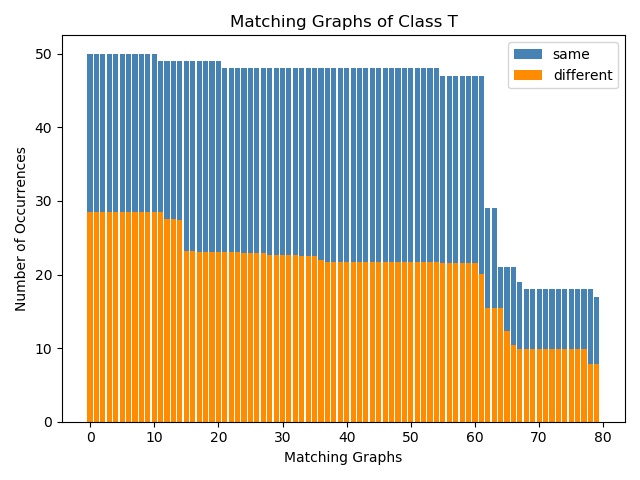 Matching Graphs of Class T
same
different
Number of Occurrences
50
40
30
20
10
0
0 10 20 30 40 50 60 70 80
Matching Graphs